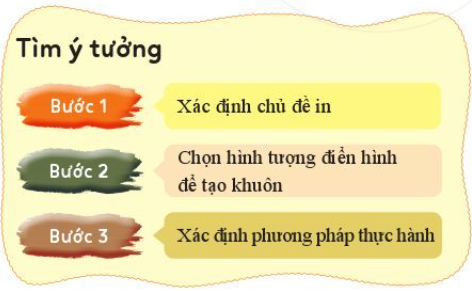 Tìm ý tưởng
Bước 1
Xác định chủ đề in
Bước 2
Chọn hình tượng điển hình
để tạo khuôn
Bước 3
Xác định phương pháp thực hành